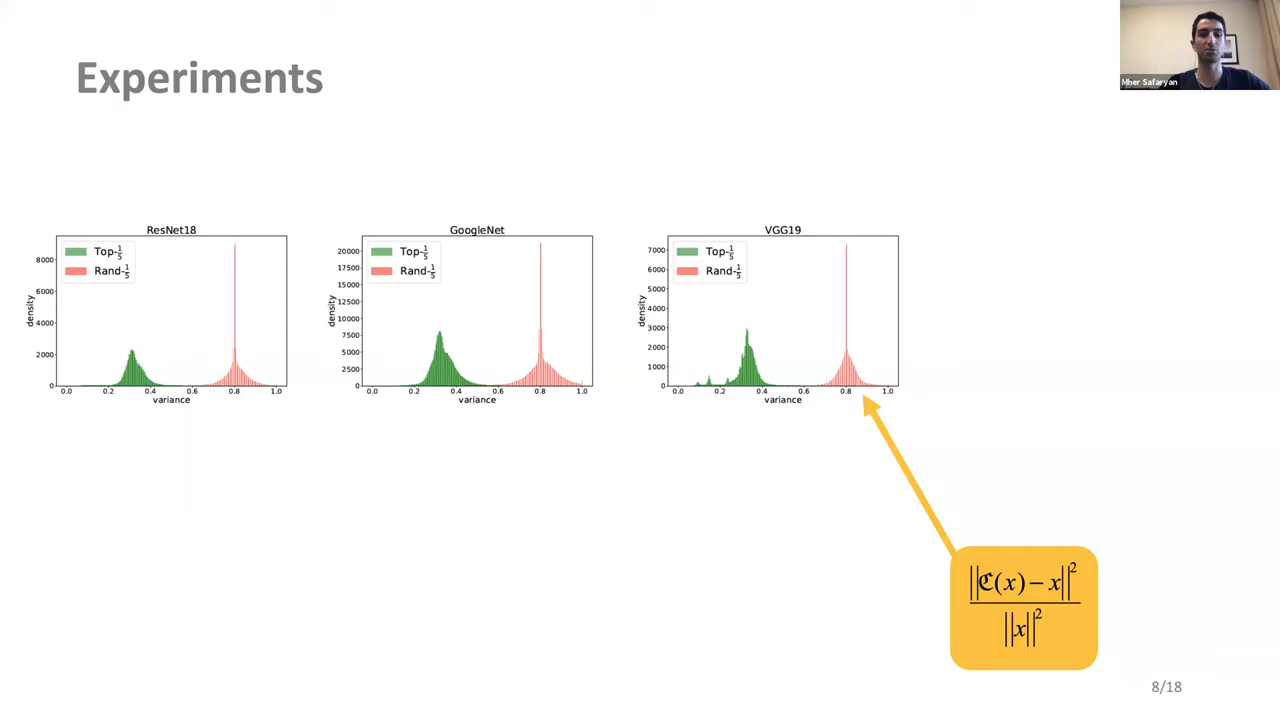 Experiments
Mher Safaryan
ResNet18
Top-1/5
Rand-1/5
density
8000
6000
4000
2000
0
0.0 0.2 0.4 0.6 0.8 1.0
variance
GoogleNet
Top-1/5
Rand-1/5
density
20000
17500
15000
12500
10000
7500
5000
2500
0
0.0 0.2 0.4 0.6 0.8 1.0
variance
VGG19
Top-1/5
Rand-1/5
density
7000
6000
5000
4000
3000
2000
1000
0
0.0 0.2 0.4 0.6 0.8 1.0
variance
||ℭ(x) − x||²
||x||²
8/18